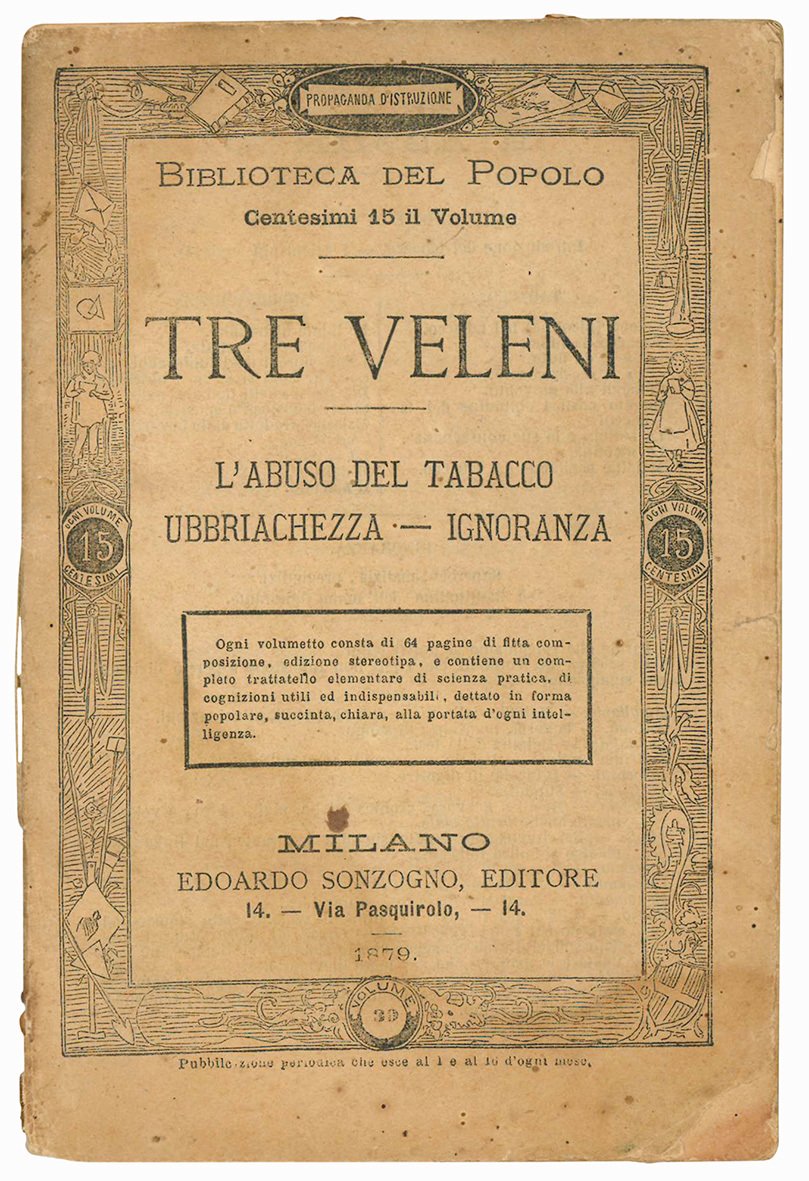 PROPAGANDA D'ISTRUZIONE
BIBLIOTECA DEL POPOLO
Centesimi 15 il Volume
TRE VELENI
L'ABUSO DEL TABACCO
UBBRIACHEZZA — IGNORANZA
OGNI VOLUME
15
CENTESIMI
OGNI VOLUME
15
CENTESIMI
Ogni volumetto consta di 64 pagine di fitta com-
posizione, edizione stereotipa, e contiene un com-
pleto trattatello elementare di scienza pratica, di
cognizioni utili ed indispensabili, dettato in forma
popolare, succinta, chiara, alla portata d'ogni intel-
ligenza.
MILANO
EDOARDO SONZOGNO, EDITORE
14. — Via Pasquirolo, — 14.
1879.
VOLUME
39
Pubblicazione periodica che esce al 1 e al 16 d'ogni mese.